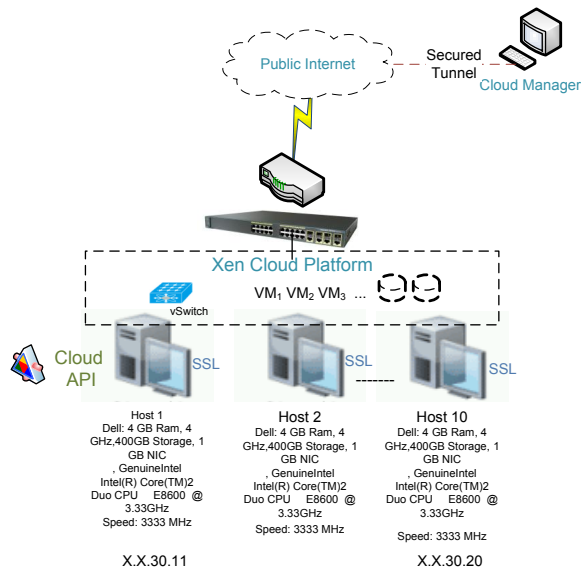 Public Internet
Secured
Tunnel
Cloud Manager
Xen Cloud Platform
VM₁ VM₂ VM₃ ...
vSwitch
Cloud
API
SSL
SSL
SSL
Host 1
Dell: 4 GB Ram, 4
GHz,400GB Storage, 1
GB NIC
, GenuineIntel
Intel(R) Core(TM)2
Duo CPU E8600 @
3.33GHz
Speed: 3333 MHz
X.X.30.11
Host 2
Dell: 4 GB Ram, 4
GHz,400GB Storage, 1
GB NIC
, GenuineIntel
Intel(R) Core(TM)2
Duo CPU E8600 @
3.33GHz
Speed: 3333 MHz
Host 10
Dell: 4 GB Ram, 4
GHz,400GB Storage, 1
GB NIC
, GenuineIntel
Intel(R) Core(TM)2
Duo CPU E8600 @
3.33GHz
Speed: 3333 MHz
X.X.30.20